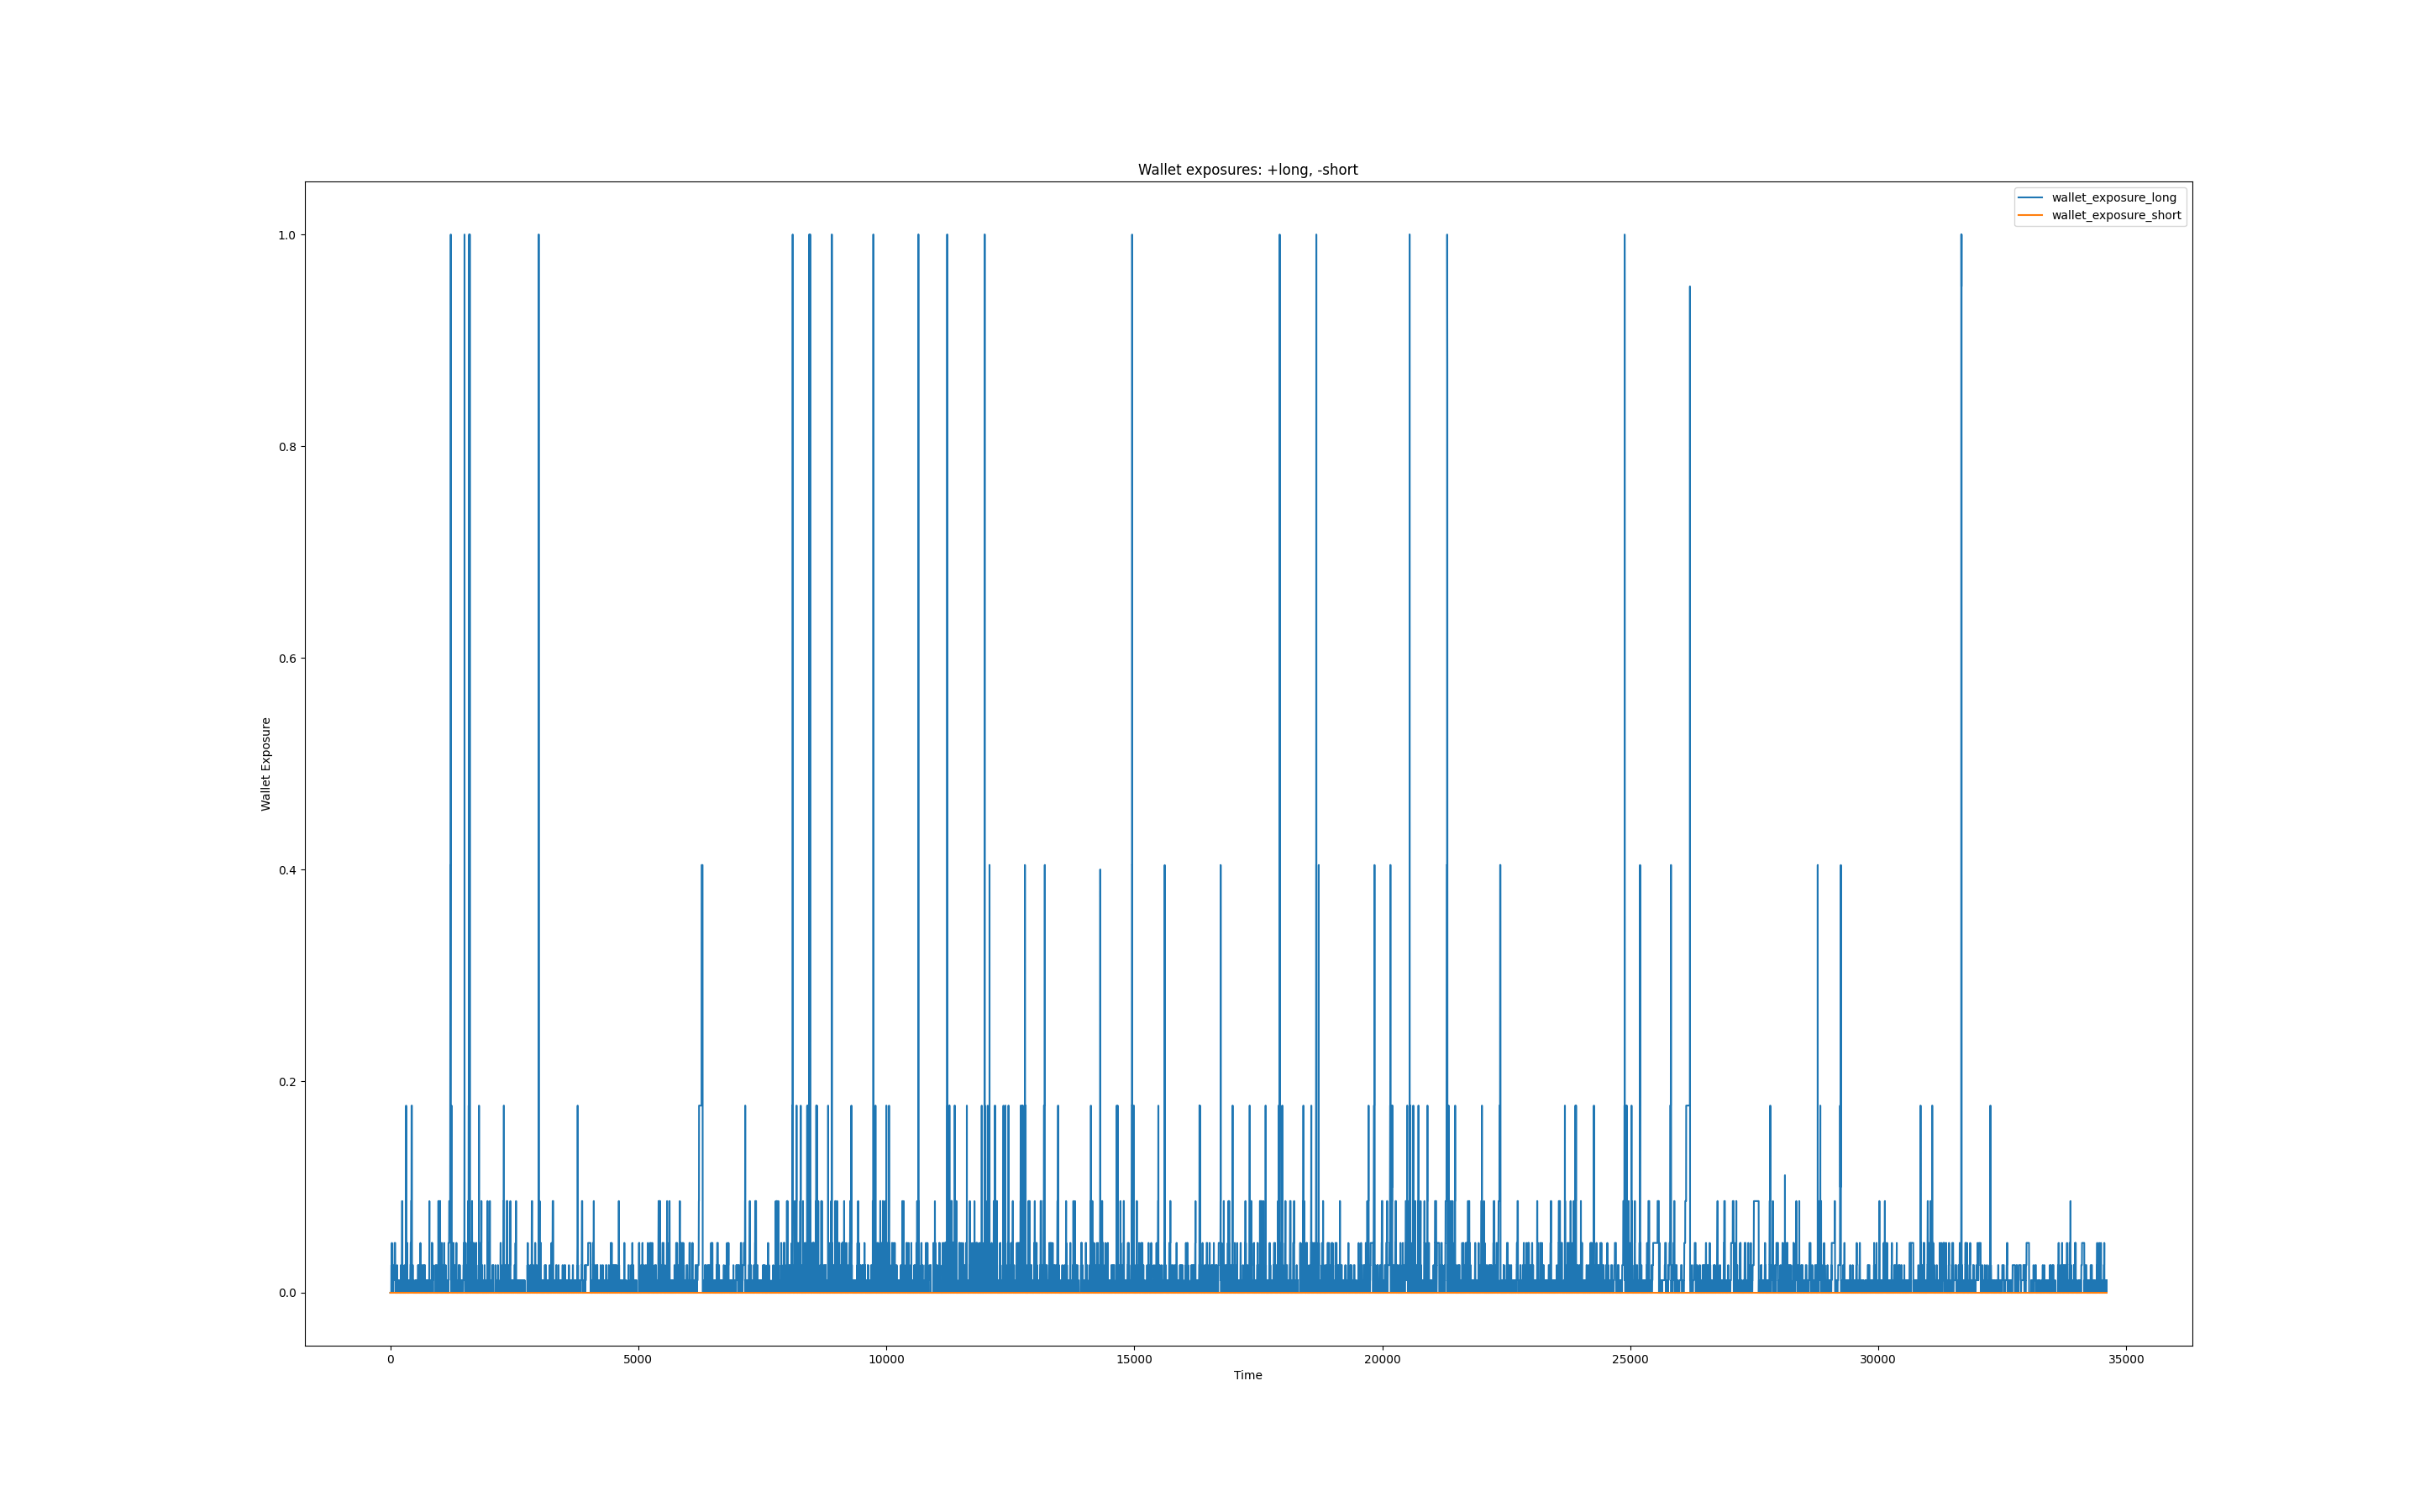 Wallet exposures: +long, -short
wallet_exposure_long
wallet_exposure_short
1.0
0.8
0.6
0.4
0.2
0.0
Wallet Exposure
0 5000 10000 15000 20000 25000 30000 35000
Time